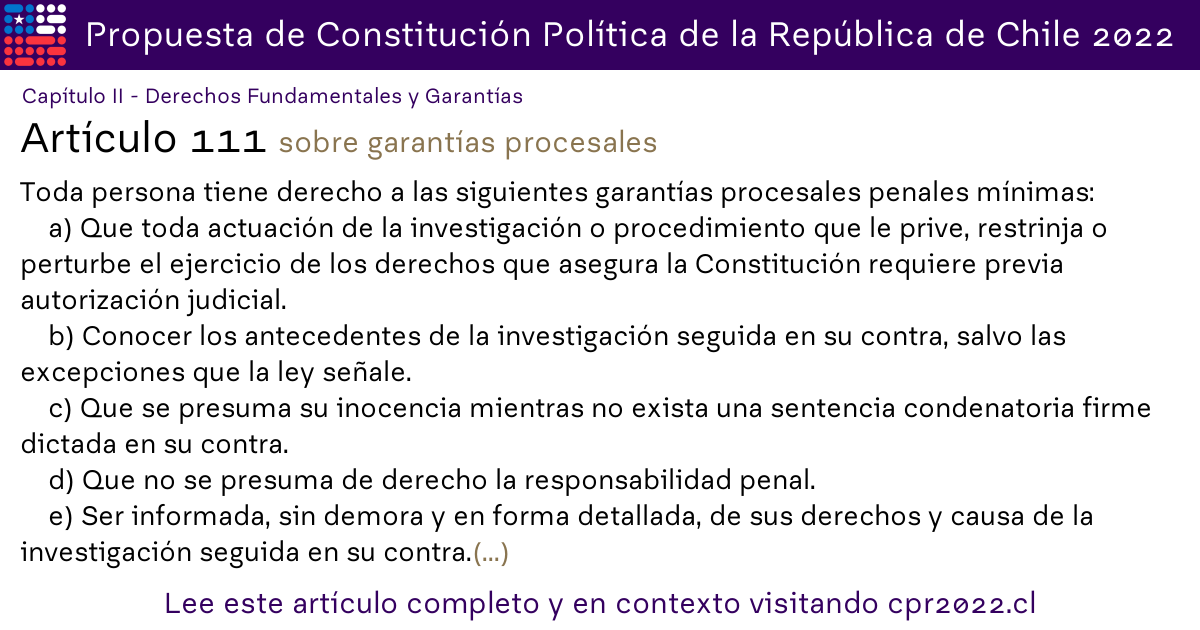 Propuesta de Constitución Política de la República de Chile 2022
Capítulo II - Derechos Fundamentales y Garantías
Artículo 111 sobre garantías procesales
Toda persona tiene derecho a las siguientes garantías procesales penales mínimas:
a) Que toda actuación de la investigación o procedimiento que le prive, restrinja o
perturbe el ejercicio de los derechos que asegura la Constitución requiere previa
autorización judicial.
b) Conocer los antecedentes de la investigación seguida en su contra, salvo las
excepciones que la ley señale.
c) Que se presuma su inocencia mientras no exista una sentencia condenatoria firme
dictada en su contra.
d) Que no se presuma de derecho la responsabilidad penal.
e) Ser informada, sin demora y en forma detallada, de sus derechos y causa de la
investigación seguida en su contra.(...)
Lee este artículo completo y en contexto visitando cpr2022.cl